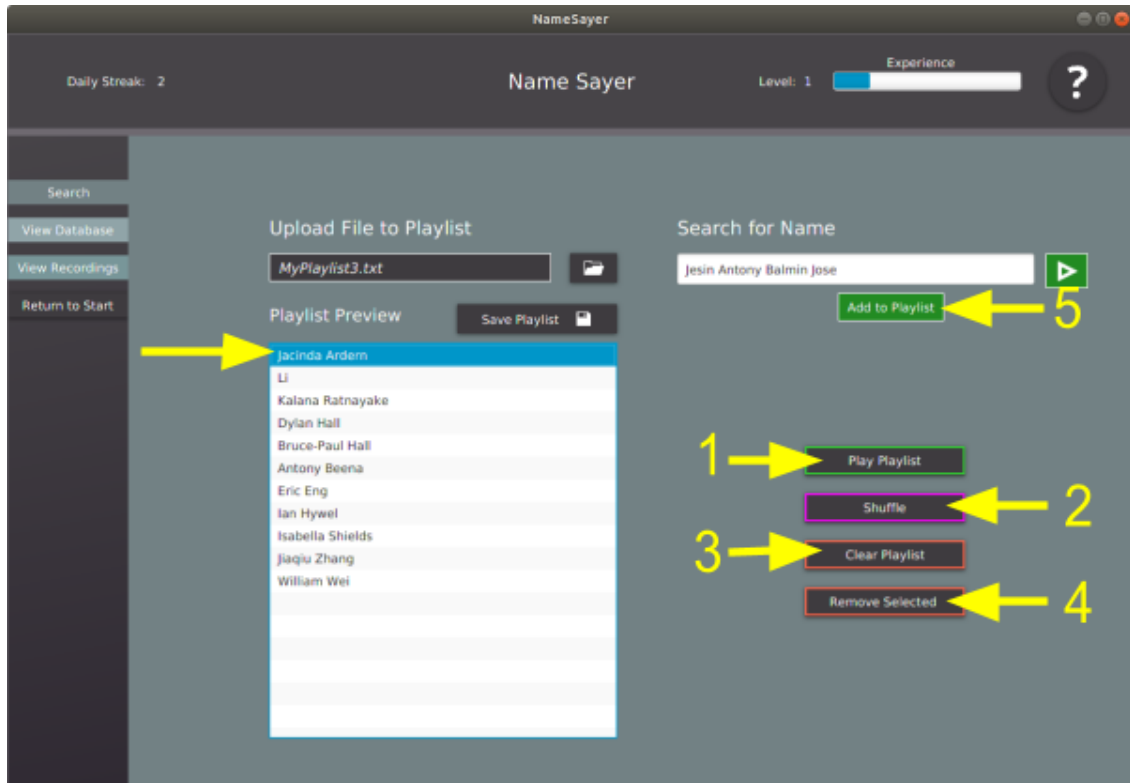 NameSayer
Daily Streak: 2
Name Sayer
Level: 1
Experience
?
Search
View Database
View Recordings
Return to Start
Upload File to Playlist
MyPlaylist3.txt
Playlist Preview
Save Playlist
Jacinda Ardern
Li
Kalana Ratnayake
Dylan Hall
Bruce-Paul Hall
Antony Beena
Eric Eng
Ian Hywel
Isabella Shields
Jiaqiu Zhang
William Wei
Search for Name
Jesin Antony Balmin Jose
Add to Playlist
5
1
Play Playlist
Shuffle
2
3
Clear Playlist
Remove Selected
4